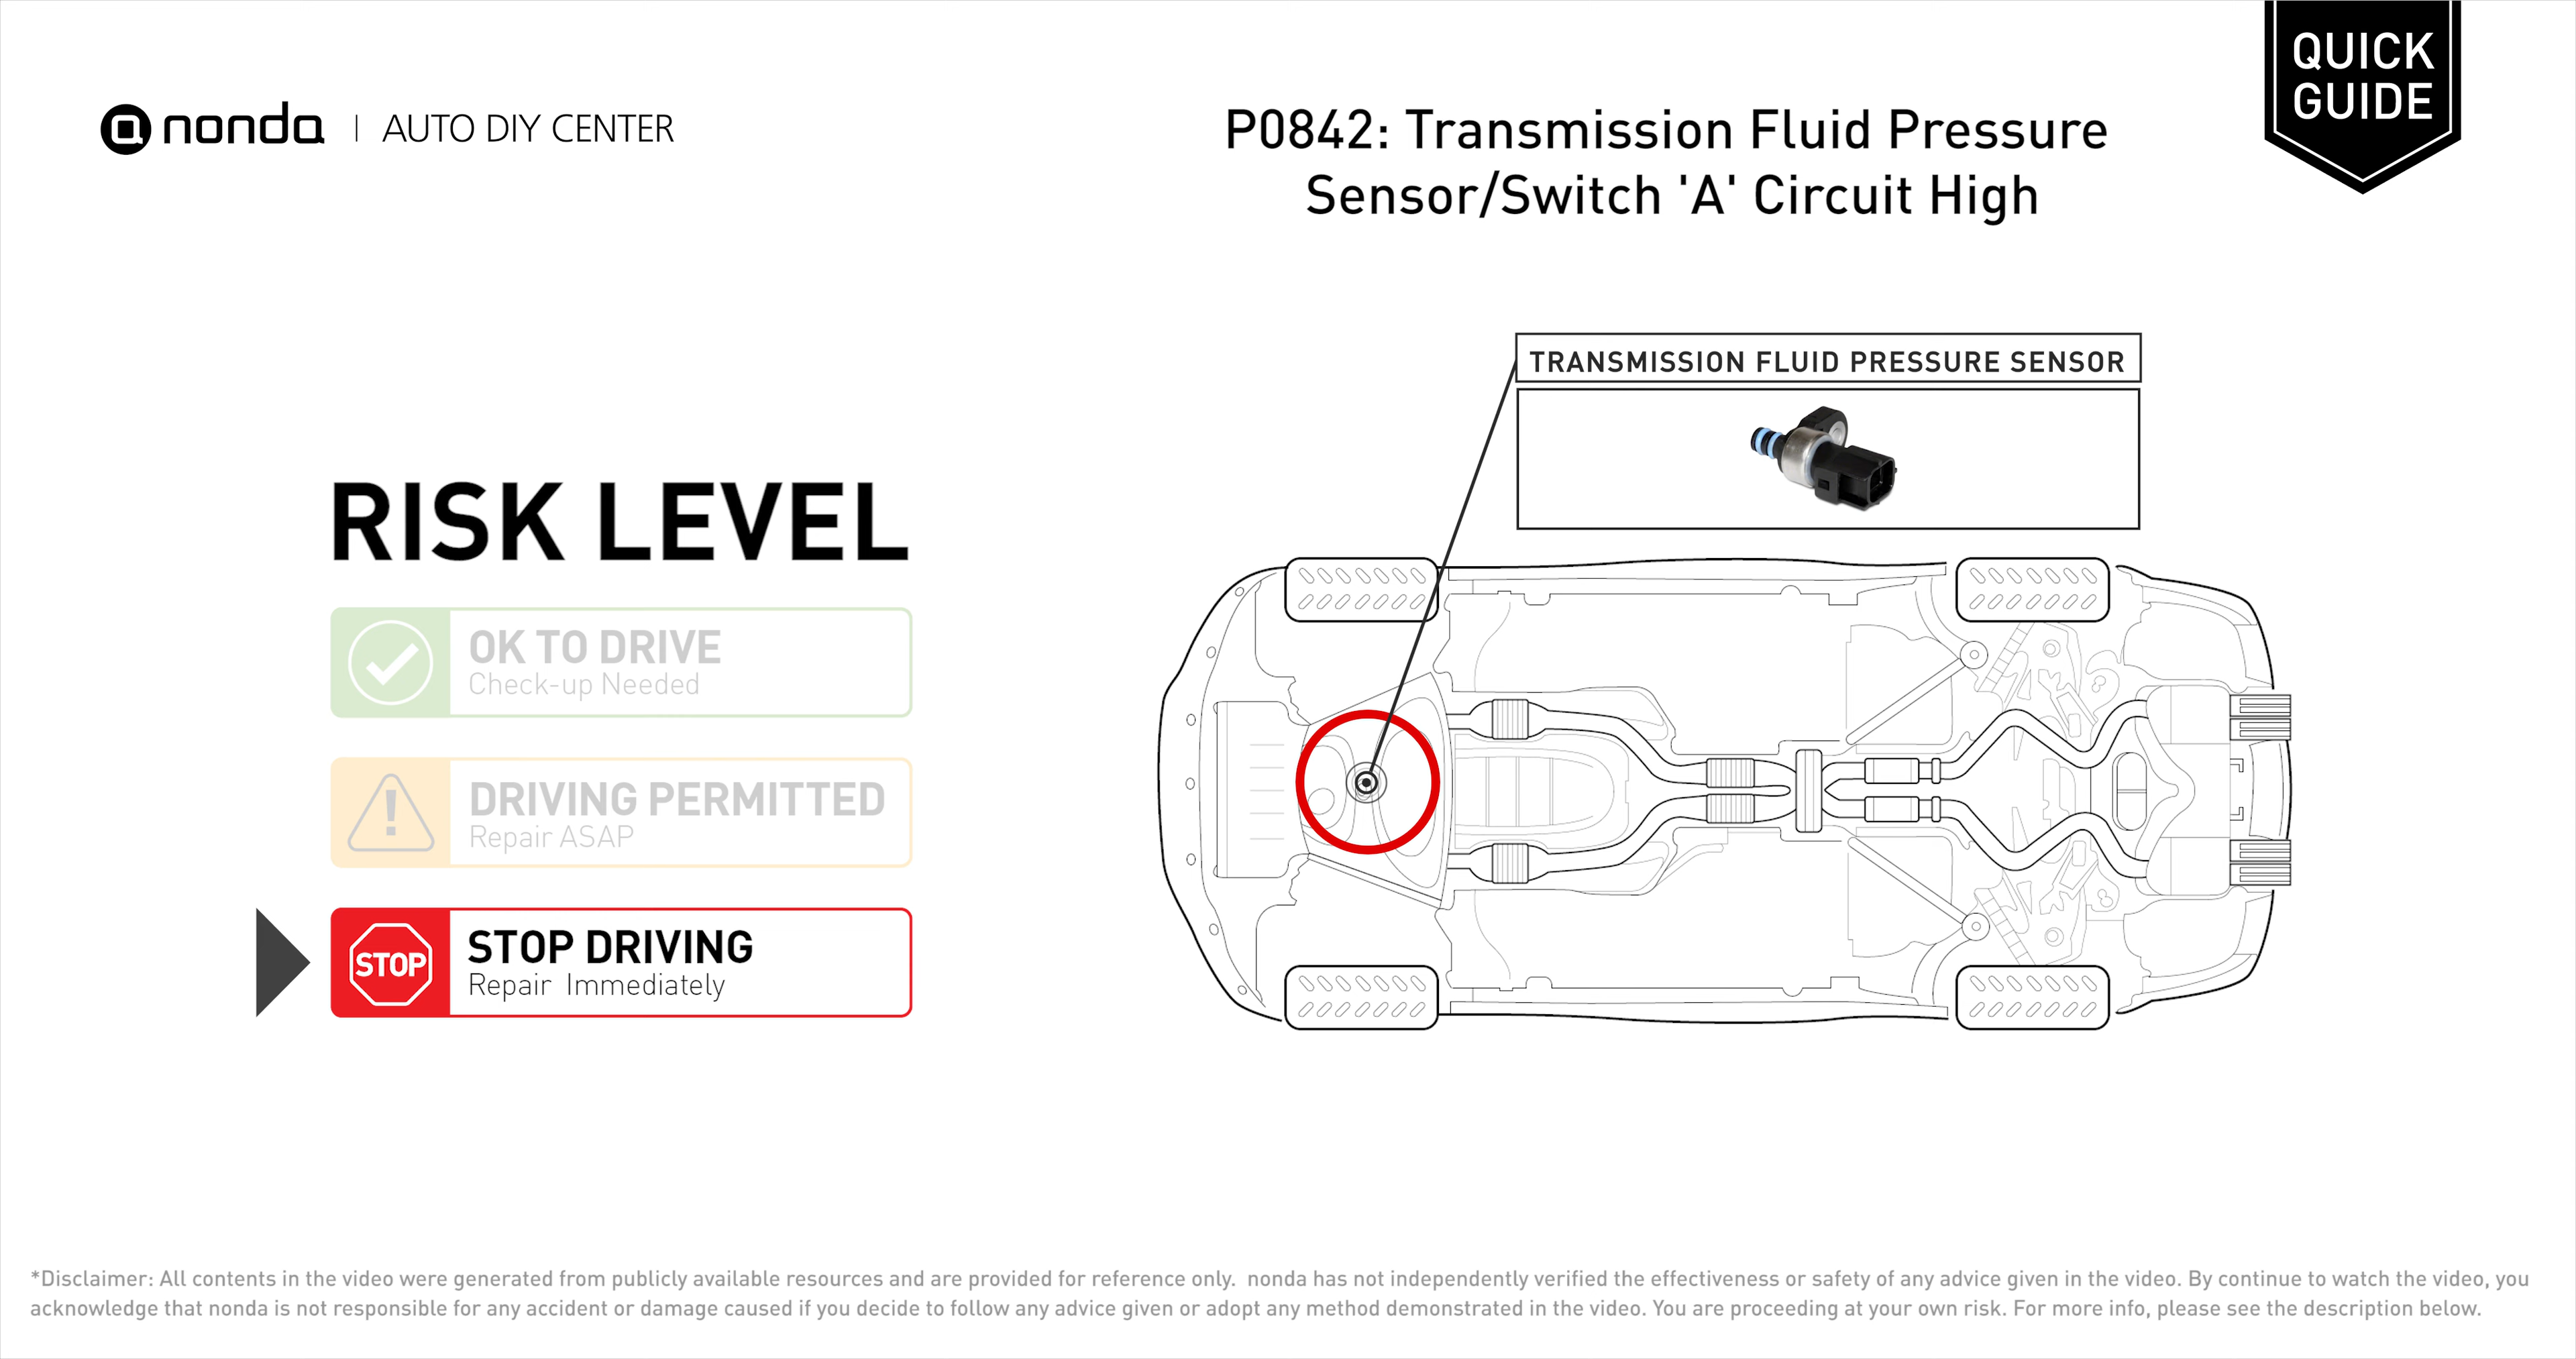 QUICK
GUIDE
nonda | AUTO DIY CENTER
P0842: Transmission Fluid Pressure
Sensor/Switch 'A' Circuit High
TRANSMISSION FLUID PRESSURE SENSOR
RISK LEVEL
OK TO DRIVE
Check-up Needed
DRIVING PERMITTED
Repair ASAP
STOP
STOP DRIVING
Repair Immediately
*Disclaimer: All contents in the video were generated from publicly available resources and are provided for reference only. nonda has not independently verified the effectiveness or safety of any advice given in the video. By continue to watch the video, you
acknowledge that nonda is not responsible for any accident or damage caused if you decide to follow any advice given or adopt any method demonstrated in the video. You are proceeding at your own risk. For more info, please see the description below.